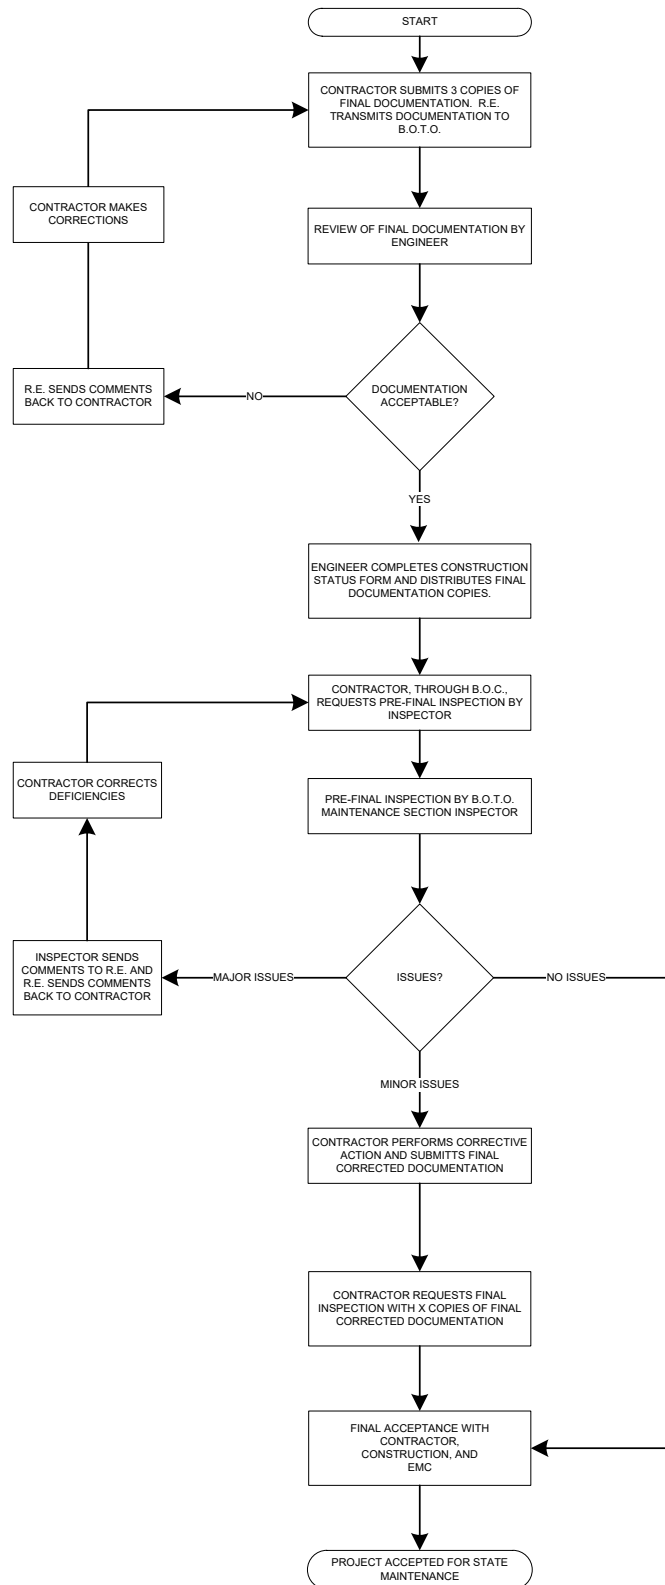 START
CONTRACTOR SUBMITS 3 COPIES OF
FINAL DOCUMENTATION. R.E.
TRANSMITS DOCUMENTATION TO
B.O.T.O.
CONTRACTOR MAKES
CORRECTIONS
REVIEW OF FINAL DOCUMENTATION BY
ENGINEER
R.E. SENDS COMMENTS
BACK TO CONTRACTOR
NO
DOCUMENTATION
ACCEPTABLE?
YES
ENGINEER COMPLETES CONSTRUCTION
STATUS FORM AND DISTRIBUTES FINAL
DOCUMENTATION COPIES.
CONTRACTOR, THROUGH B.O.C.,
REQUESTS PRE-FINAL INSPECTION BY
INSPECTOR
CONTRACTOR CORRECTS
DEFICIENCIES
PRE-FINAL INSPECTION BY B.O.T.O.
MAINTENANCE SECTION INSPECTOR
INSPECTOR SENDS
COMMENTS TO R.E. AND
R.E. SENDS COMMENTS
BACK TO CONTRACTOR
MAJOR ISSUES
ISSUES?
NO ISSUES
MINOR ISSUES
CONTRACTOR PERFORMS CORRECTIVE
ACTION AND SUBMITTS FINAL
CORRECTED DOCUMENTATION
CONTRACTOR REQUESTS FINAL
INSPECTION WITH X COPIES OF FINAL
CORRECTED DOCUMENTATION
FINAL ACCEPTANCE WITH
CONTRACTOR,
CONSTRUCTION, AND
EMC
PROJECT ACCEPTED FOR STATE
MAINTENANCE